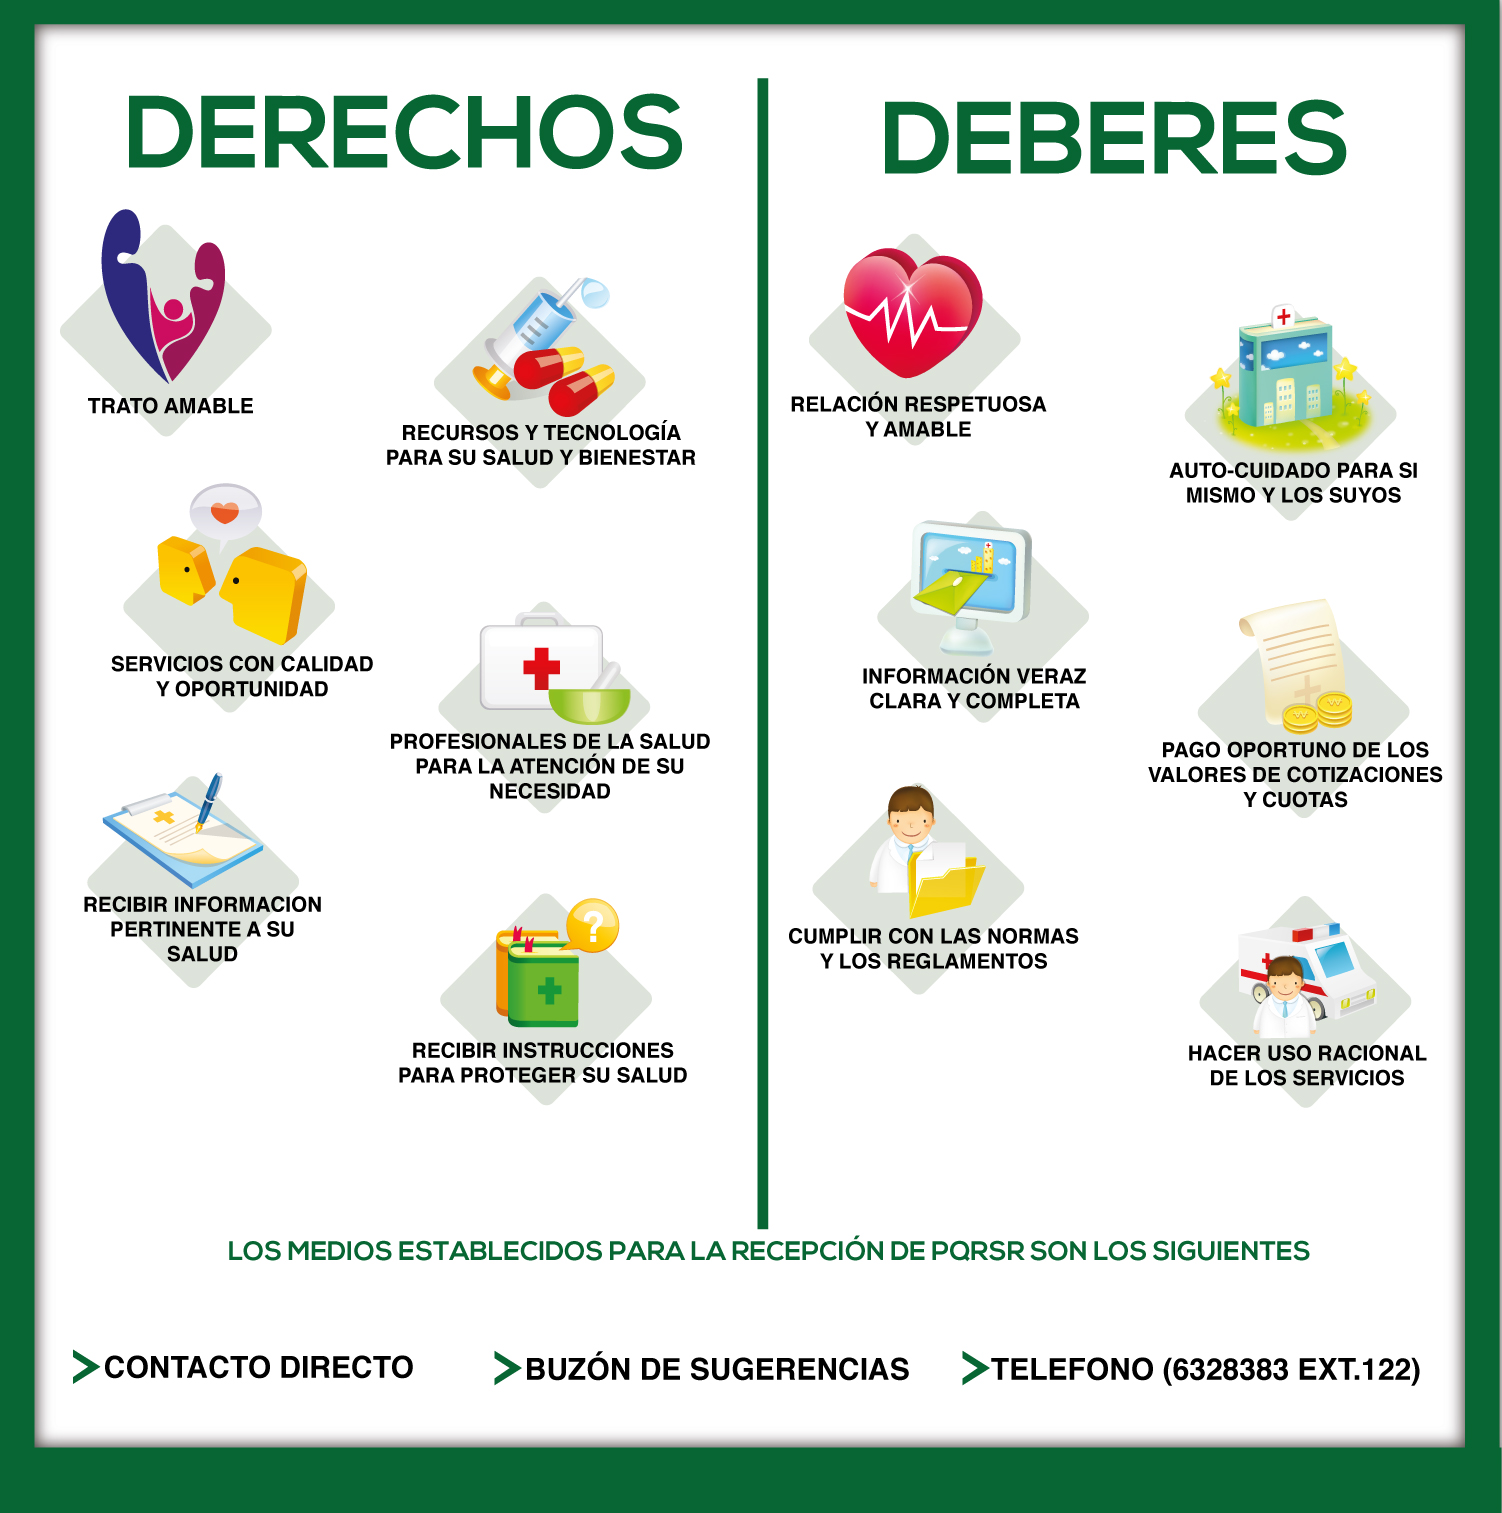 DERECHOS
TRATO AMABLE
RECURSOS Y TECNOLOGÍA
PARA SU SALUD Y BIENESTAR
SERVICIOS CON CALIDAD
Y OPORTUNIDAD
PROFESIONALES DE LA SALUD
PARA LA ATENCIÓN DE SU
NECESIDAD
RECIBIR INFORMACION
PERTINENTE A SU
SALUD
?
RECIBIR INSTRUCCIONES
PARA PROTEGER SU SALUD
DEBERES
RELACIÓN RESPETUOSA
Y AMABLE
AUTO-CUIDADO PARA SI
MISMO Y LOS SUYOS
INFORMACIÓN VERAZ
CLARA Y COMPLETA
PAGO OPORTUNO DE LOS
VALORES DE COTIZACIONES
Y CUOTAS
CUMPLIR CON LAS NORMAS
Y LOS REGLAMENTOS
HACER USO RACIONAL
DE LOS SERVICIOS
LOS MEDIOS ESTABLECIDOS PARA LA RECEPCIÓN DE PQRSR SON LOS SIGUIENTES
CONTACTO DIRECTO
BUZÓN DE SUGERENCIAS
TELEFONO (6328383 EXT.122)